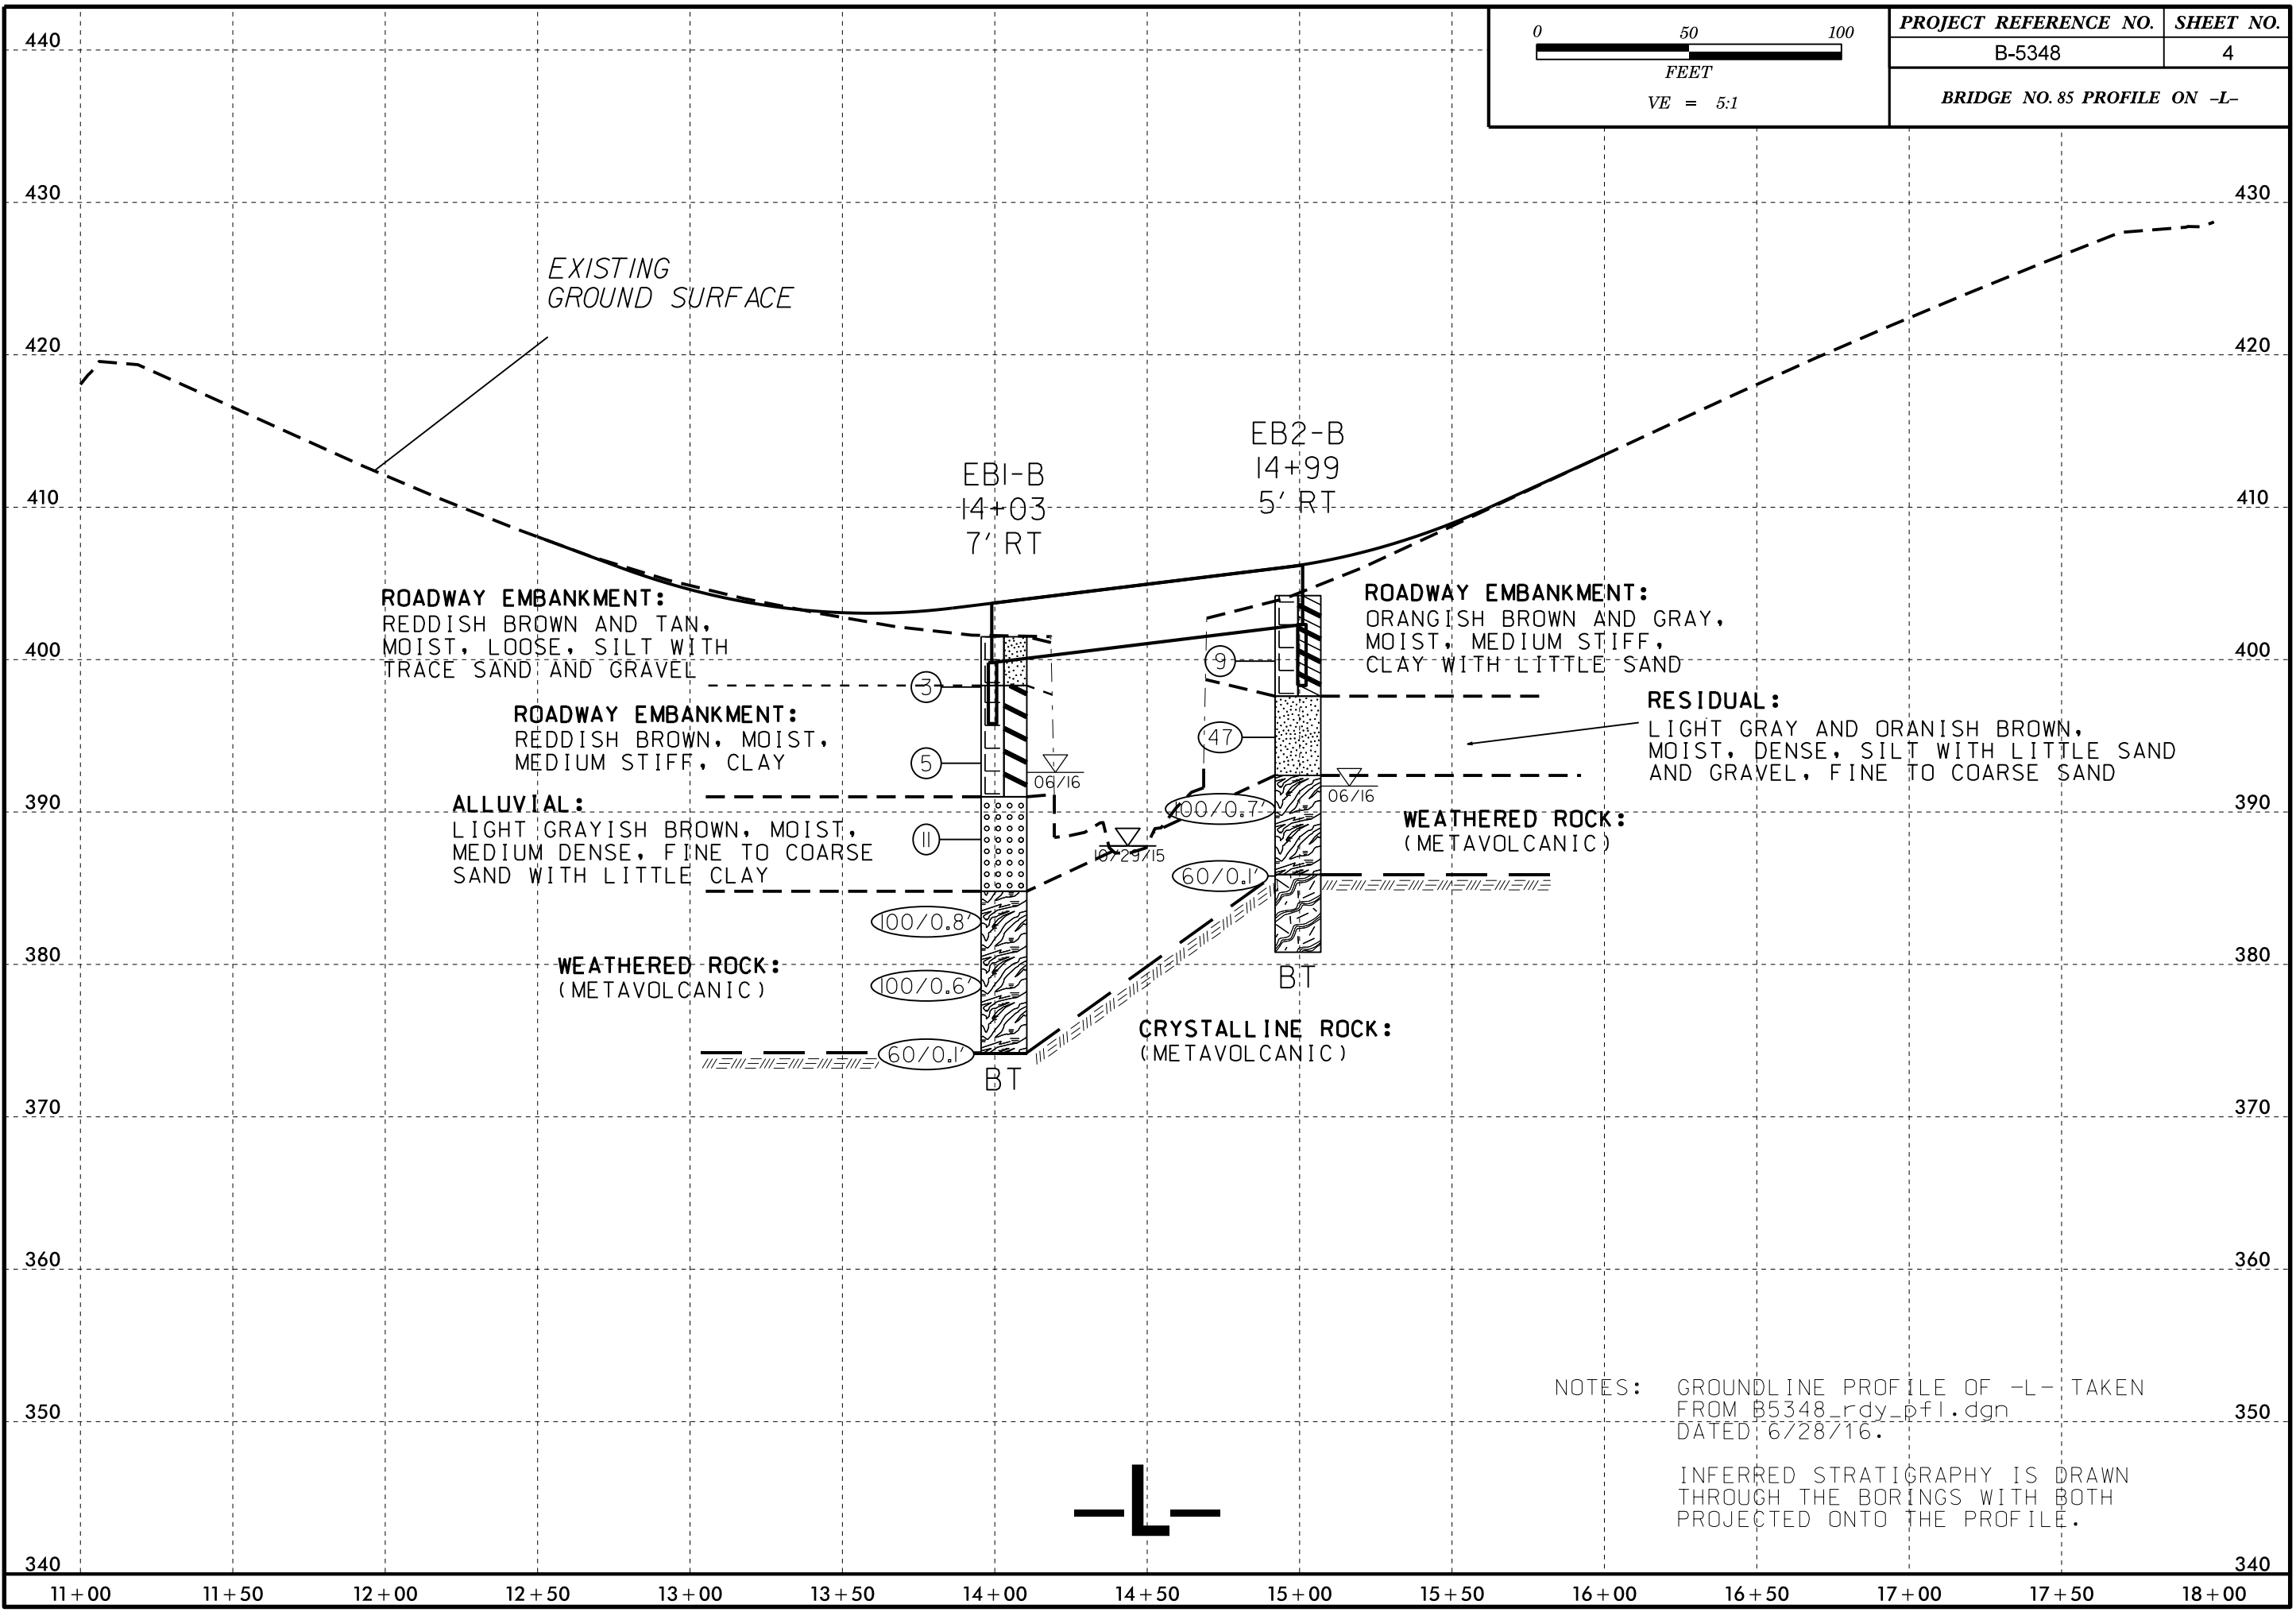 0 50 100
FEET
VE = 5:1
PROJECT REFERENCE NO. SHEET NO.
B-5348 4
BRIDGE NO. 85 PROFILE ON -L-
440
430 430
420 420
410 410
400 400
390 390
380 380
370 370
360 360
350 350
340 340
EXISTING
GROUND SURFACE
EB1-B
14+03
7' RT
EB2-B
14+99
5' RT
ROADWAY EMBANKMENT:
REDDISH BROWN AND TAN,
MOIST, LOOSE, SILT WITH
TRACE SAND AND GRAVEL
ROADWAY EMBANKMENT:
REDDISH BROWN, MOIST,
MEDIUM STIFF, CLAY
ALLUVIAL:
LIGHT GRAYISH BROWN, MOIST,
MEDIUM DENSE, FINE TO COARSE
SAND WITH LITTLE CLAY
WEATHERED ROCK:
(METAVOLCANIC)
3
5
11
100/0.8'
100/0.6'
60/0.1'
BT
06/16
10/29/15
9
47
100/0.7'
60/0.1'
BT
06/16
ROADWAY EMBANKMENT:
ORANGISH BROWN AND GRAY,
MOIST, MEDIUM STIFF,
CLAY WITH LITTLE SAND
RESIDUAL:
LIGHT GRAY AND ORANISH BROWN,
MOIST, DENSE, SILT WITH LITTLE SAND
AND GRAVEL, FINE TO COARSE SAND
WEATHERED ROCK:
(METAVOLCANIC)
CRYSTALLINE ROCK:
(METAVOLCANIC)
NOTES: GROUNDLINE PROFILE OF -L- TAKEN
FROM B5348_rdy_pfl.dgn
DATED 6/28/16.
INFERRED STRATIGRAPHY IS DRAWN
THROUGH THE BORINGS WITH BOTH
PROJECTED ONTO THE PROFILE.
-L-
11+00 11+50 12+00 12+50 13+00 13+50 14+00 14+50 15+00 15+50 16+00 16+50 17+00 17+50 18+00